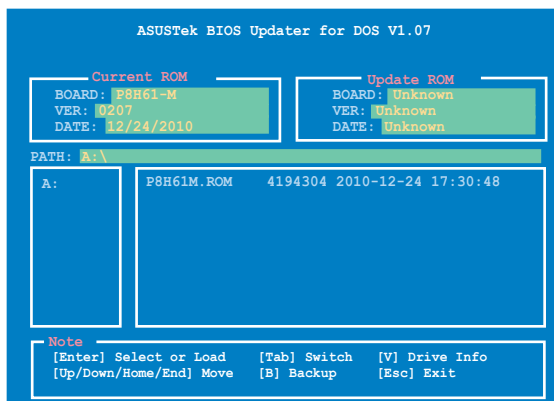 ASUSTek BIOS Updater for DOS V1.07
Current ROM
BOARD: P8H61-M
VER: 0207
DATE: 12/24/2010
Update ROM
BOARD: Unknown
VER: Unknown
DATE: Unknown
PATH: A:\
A:
P8H61M.ROM 4194304 2010-12-24 17:30:48
Note
[Enter] Select or Load [Tab] Switch [V] Drive Info
[Up/Down/Home/End] Move [B] Backup [Esc] Exit